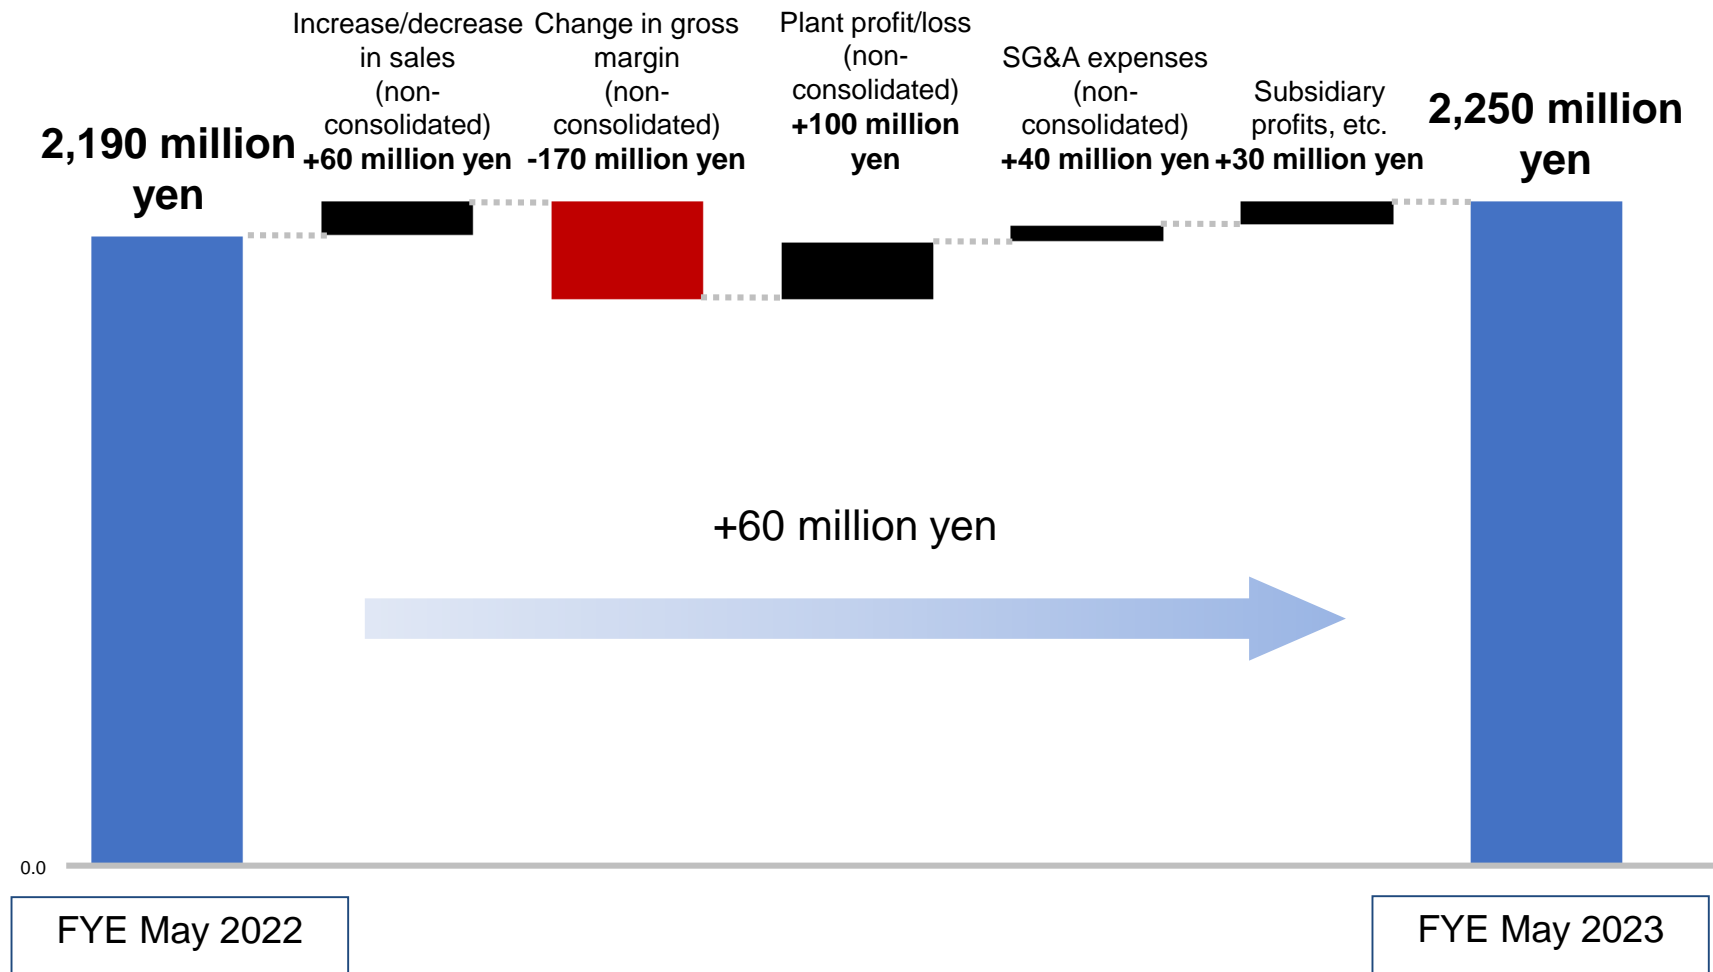 2,190 million
yen
Increase/decrease
in sales
(non-
consolidated)
+60 million yen
Change in gross
margin
(non-
consolidated)
-170 million yen
Plant profit/loss
(non-
consolidated)
+100 million
yen
SG&A expenses
(non-
consolidated)
+40 million yen
Subsidiary
profits, etc.
+30 million yen
2,250 million
yen
+60 million yen
0.0
FYE May 2022
FYE May 2023